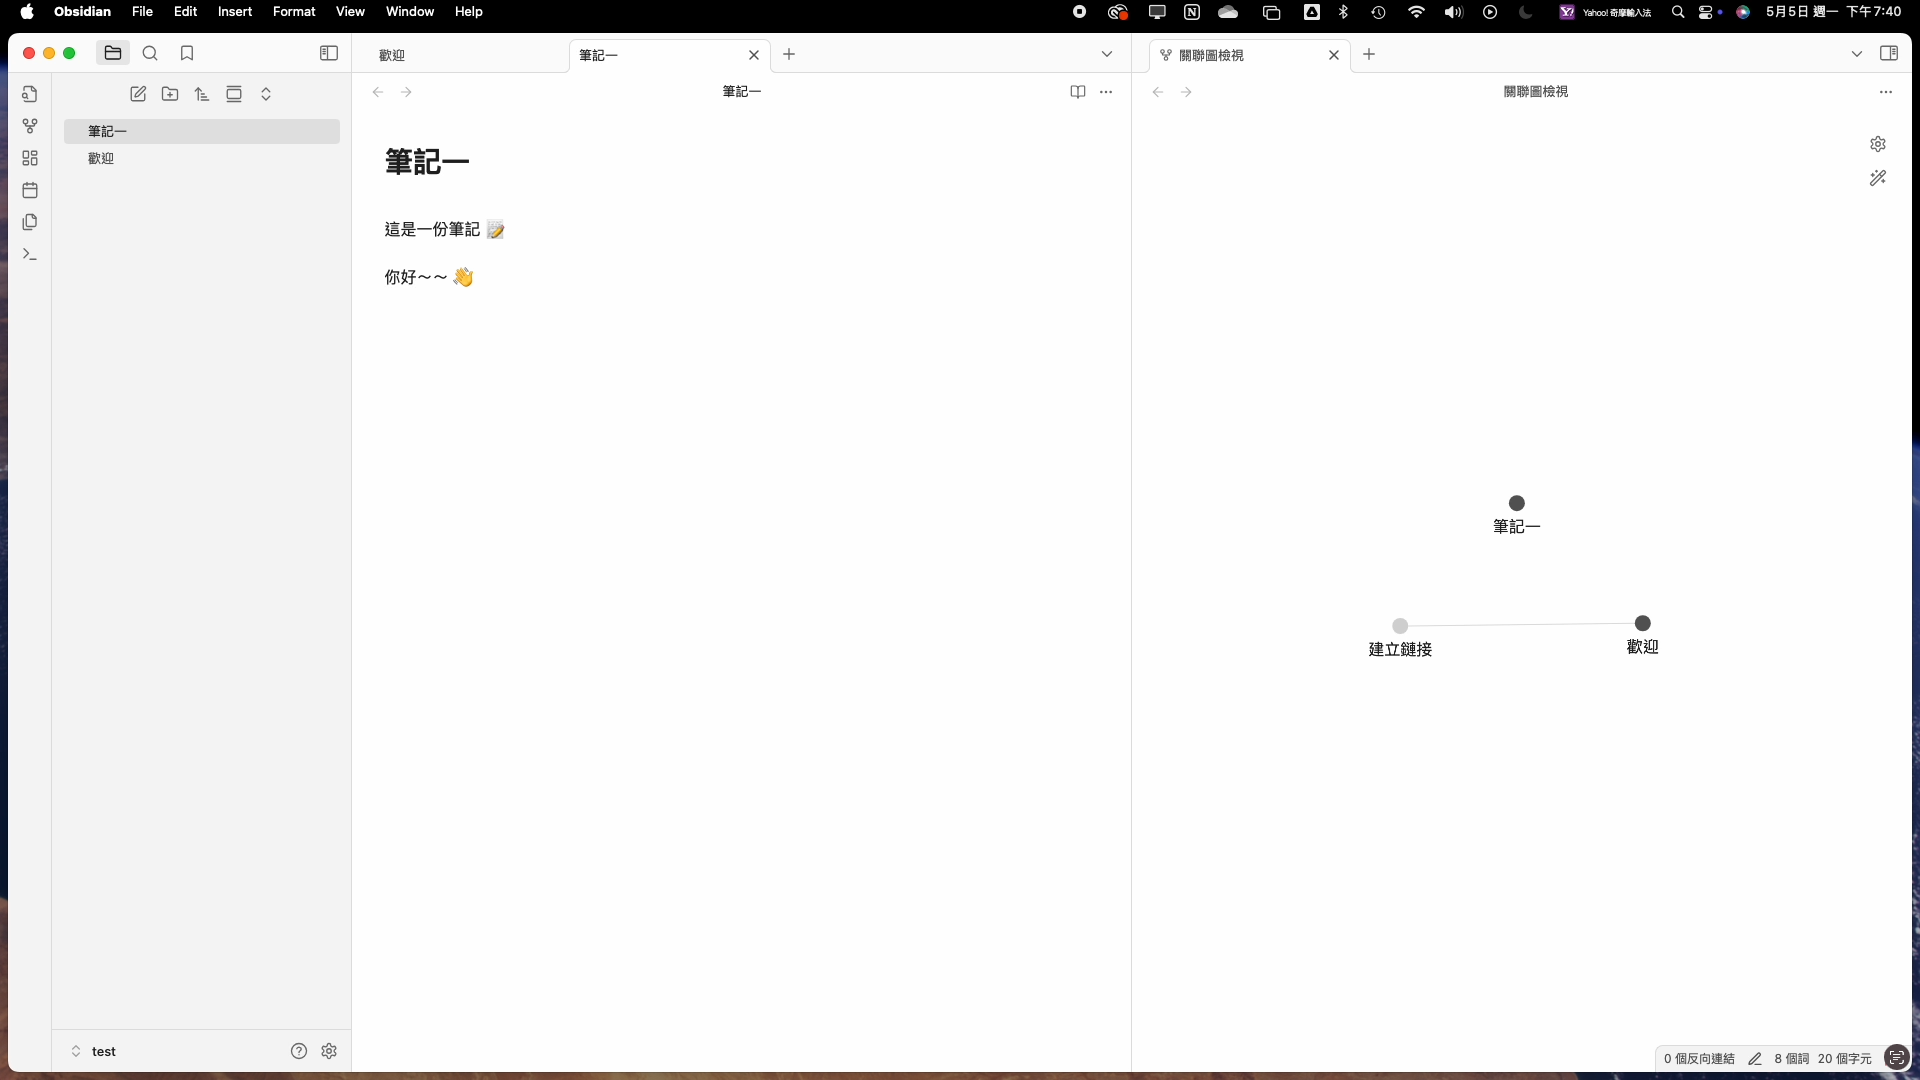 Obsidian File Edit Insert Format View Window Help
Yahoo! 奇摩輸入法
5月5日 週一 下午7:40
歡迎
筆記一
關聯圖檢視
筆記一
關聯圖檢視
筆記一
歡迎
筆記一
這是一份筆記 📝
你好～～ 👋
筆記一
建立鏈接
歡迎
test
0 個反向連結 8 個詞 20 個字元